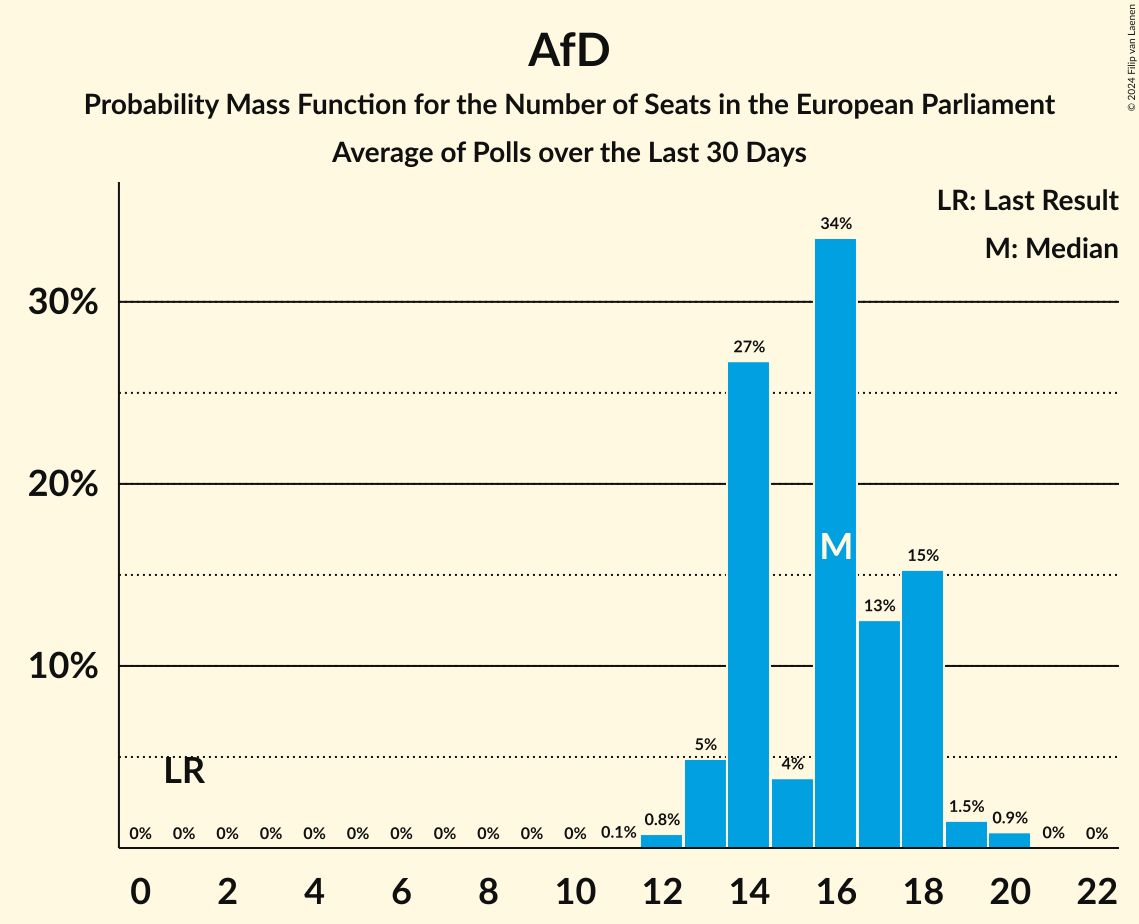 AfD
Probability Mass Function for the Number of Seats in the European Parliament
Average of Polls over the Last 30 Days
© 2024 Filip van Laenen
LR: Last Result
M: Median
30%
20%
10%
34%
27%
M
15%
13%
5%
4%
LR
0% 0% 0% 0% 0% 0% 0% 0% 0% 0% 0% 0.1% 0.8% 1.5% 0.9% 0% 0%
0 2 4 6 8 10 12 14 16 18 20 22